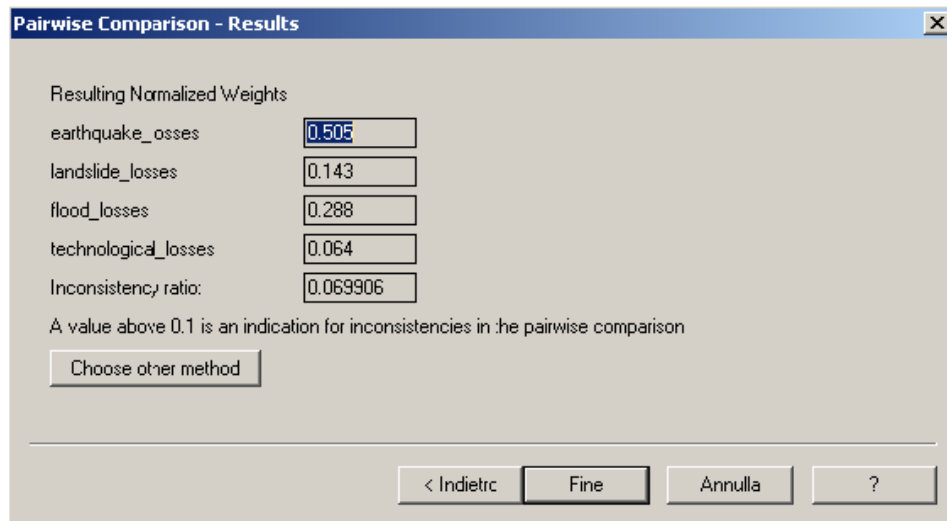 Pairwise Comparison - Results
Resulting Normalized Weights
earthquake_osses 0.505
landslide_losses 0.143
flood_losses 0.288
technological_losses 0.064
Inconsistency ratio: 0.069906
A value above 0.1 is an indication for inconsistencies in the pairwise comparison
Choose other method
< Indietro Fine Annulla ?